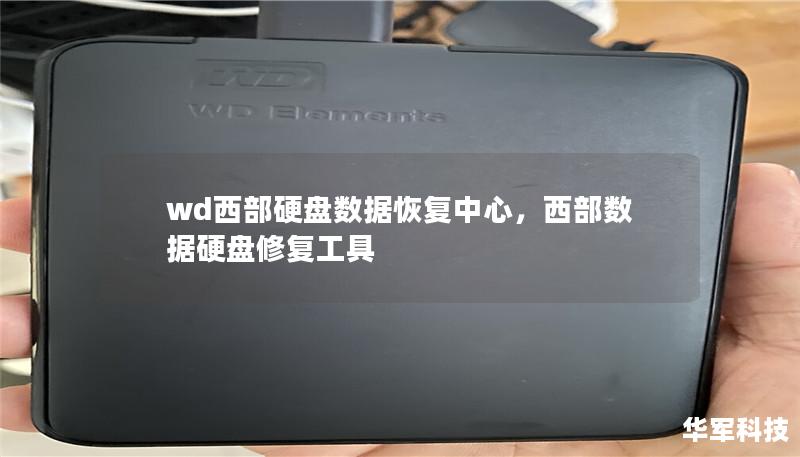 WD
WD Elements
wd西部硬盘数据恢复中心，西部数
据硬盘修复工具
华军科技